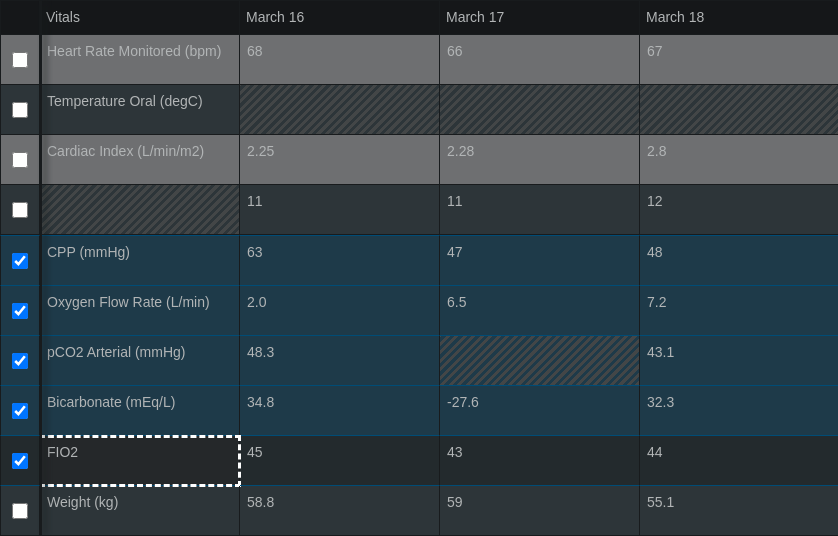 Vitals March 16 March 17 March 18
Heart Rate Monitored (bpm) 68 66 67
Temperature Oral (degC)
Cardiac Index (L/min/m2) 2.25 2.28 2.8
11 11 12
CPP (mmHg) 63 47 48
Oxygen Flow Rate (L/min) 2.0 6.5 7.2
pCO2 Arterial (mmHg) 48.3 43.1
Bicarbonate (mEq/L) 34.8 -27.6 32.3
FIO2 45 43 44
Weight (kg) 58.8 59 55.1